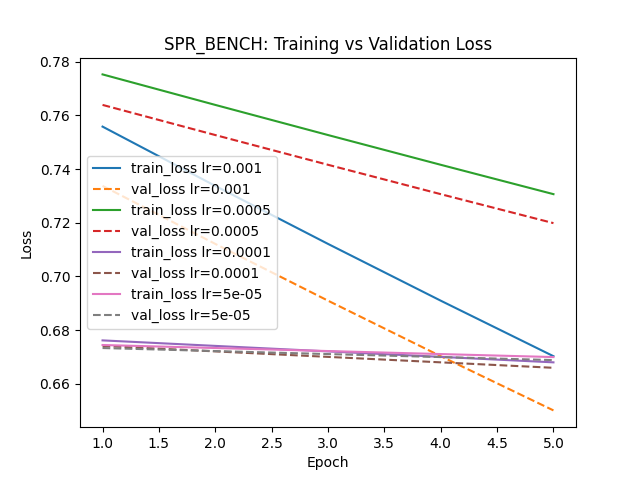 SPR_BENCH: Training vs Validation Loss
0.78
0.76
0.74
0.72
0.70
0.68
0.66
Loss
train_loss lr=0.001
val_loss lr=0.001
train_loss lr=0.0005
val_loss lr=0.0005
train_loss lr=0.0001
val_loss lr=0.0001
train_loss lr=5e-05
val_loss lr=5e-05
1.0 1.5 2.0 2.5 3.0 3.5 4.0 4.5 5.0
Epoch